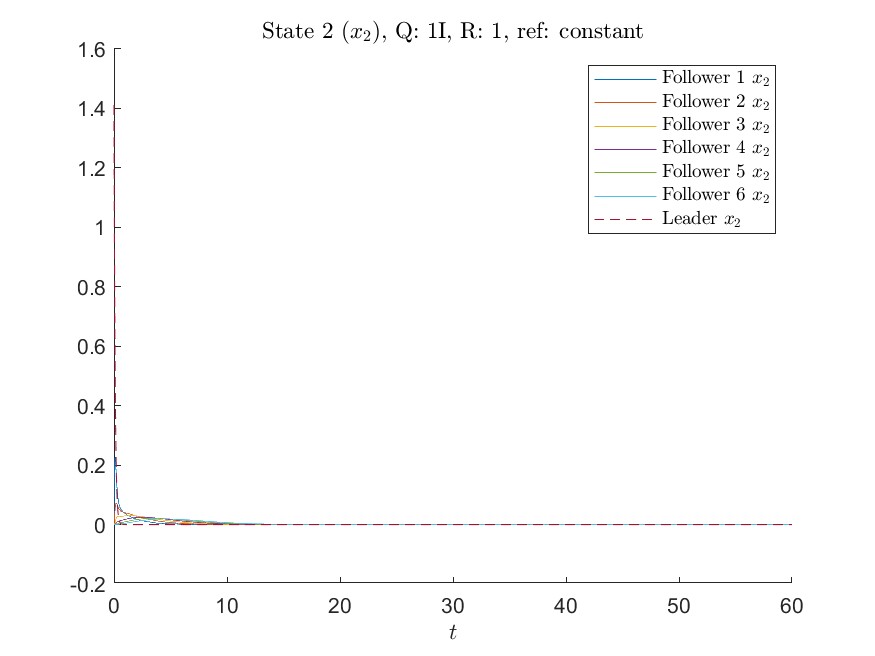 State 2 (x₂), Q: 1I, R: 1, ref: constant
1.6
1.4
1.2
1
0.8
0.6
0.4
0.2
0
-0.2
Follower 1 x₂
Follower 2 x₂
Follower 3 x₂
Follower 4 x₂
Follower 5 x₂
Follower 6 x₂
Leader x₂
0 10 20 30 40 50 60
t